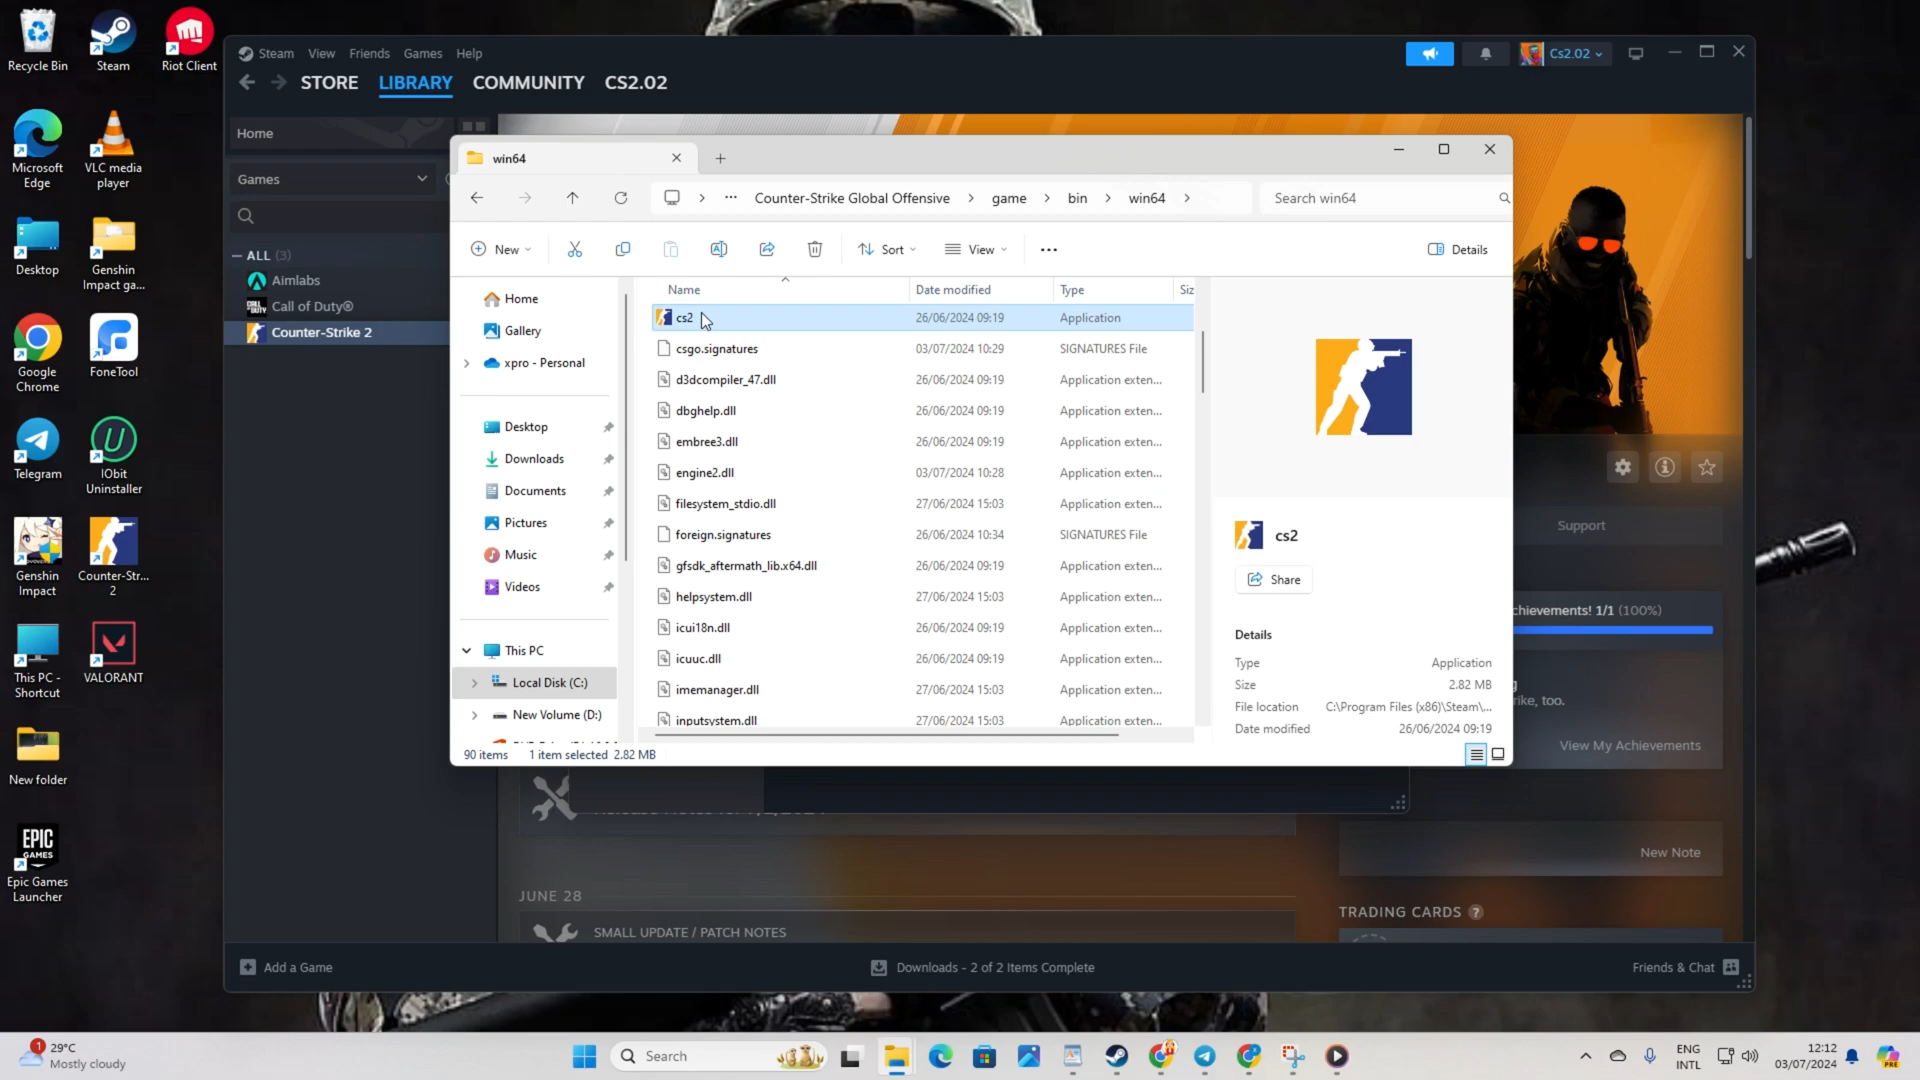 Recycle Bin
Steam
Riot Client
Microsoft Edge
VLC media player
Desktop
Genshin Impact ga...
Google Chrome
FoneTool
Telegram
IObit Uninstaller
Genshin Impact
Counter-Str... 2
This PC - Shortcut
VALORANT
New folder
EPIC GAMES
Epic Games Launcher
Steam View Friends Games Help
Cs2.02
STORE LIBRARY COMMUNITY CS2.02
Home
Games
ALL (3)
Aimlabs
Call of Duty®
Counter-Strike 2
win64
Counter-Strike Global Offensive > game > bin > win64 >
Search win64
New
Sort
View
Details
Home
Gallery
xpro - Personal
Desktop
Downloads
Documents
Pictures
Music
Videos
This PC
Local Disk (C:)
New Volume (D:)
Name Date modified Type Siz
cs2 26/06/2024 09:19 Application
csgo.signatures 03/07/2024 10:29 SIGNATURES File
d3dcompiler_47.dll 26/06/2024 09:19 Application exten...
dbghelp.dll 26/06/2024 09:19 Application exten...
embree3.dll 26/06/2024 09:19 Application exten...
engine2.dll 03/07/2024 10:28 Application exten...
filesystem_stdio.dll 27/06/2024 15:03 Application exten...
foreign.signatures 26/06/2024 10:34 SIGNATURES File
gfsdk_aftermath_lib.x64.dll 26/06/2024 09:19 Application exten...
helpsystem.dll 27/06/2024 15:03 Application exten...
icui18n.dll 26/06/2024 09:19 Application exten...
icuuc.dll 26/06/2024 09:19 Application exten...
imemanager.dll 27/06/2024 15:03 Application exten...
inputsystem.dll 27/06/2024 15:03 Application exten...
cs2
Share
Details
Type Application
Size 2.82 MB
File location C:\Program Files (x86)\Steam\...
Date modified 26/06/2024 09:19
90 items 1 item selected 2.82 MB
Support
chievements! 1/1 (100%)
rike, too.
View My Achievements
New Note
JUNE 28
SMALL UPDATE / PATCH NOTES
TRADING CARDS ?
Add a Game
Downloads - 2 of 2 Items Complete
Friends & Chat
1
29°C
Mostly cloudy
Search
ENG
INTL
12:12
03/07/2024
PRE